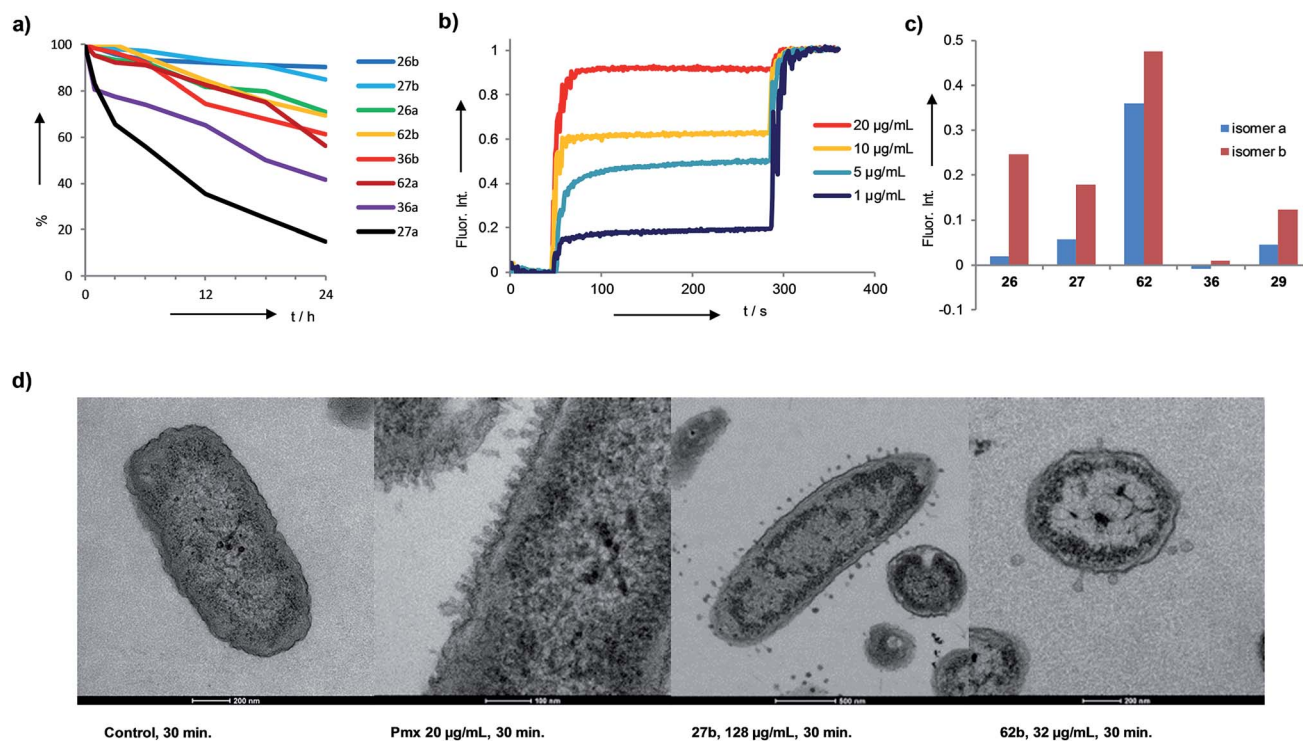 a)
100
80
60
40
20
0
%
0
12
24
t / h
26b
27b
26a
62b
36b
62a
36a
27a
b)
1
0.8
0.6
0.4
0.2
0
Fluor. Int.
0
100
200
300
400
t / s
20 µg/mL
10 µg/mL
5 µg/mL
1 µg/mL
c)
0.5
0.4
0.3
0.2
0.1
0
-0.1
Fluor. Int.
26
27
62
36
29
isomer a
isomer b
d)
200 nm
100 nm
500 nm
200 nm
Control, 30 min.
Pmx 20 µg/mL, 30 min.
27b, 128 µg/mL, 30 min.
62b, 32 µg/mL, 30 min.